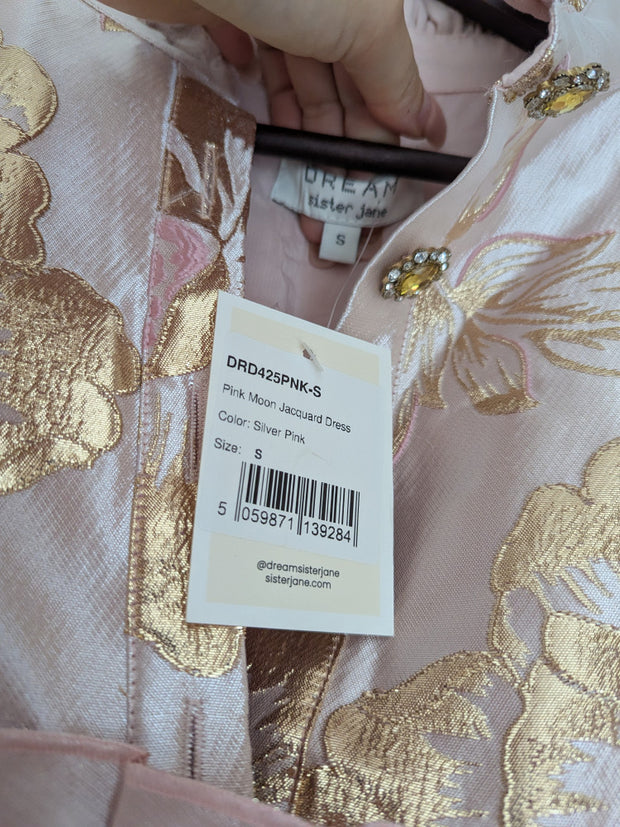 DREAM
sister jane
S
DRD425PNK-S
Pink Moon Jacquard Dress
Color: Silver Pink
Size: S
5 059871 139284
@dreamsisterjane
sisterjane.com